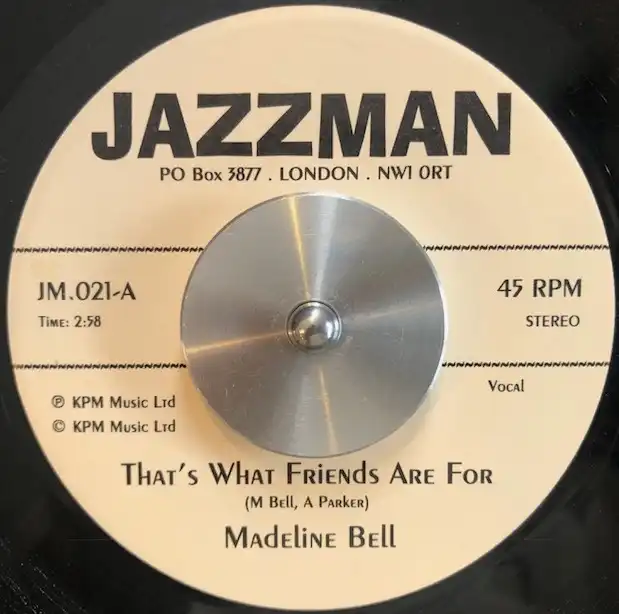 JAZZMAN
PO Box 3877 . LONDON . NW1 0RT
JM.021-A
45 RPM
Time: 2:58
STEREO
Vocal
℗ KPM Music Ltd
© KPM Music Ltd
That's What Friends Are For
(M Bell, A Parker)
Madeline Bell